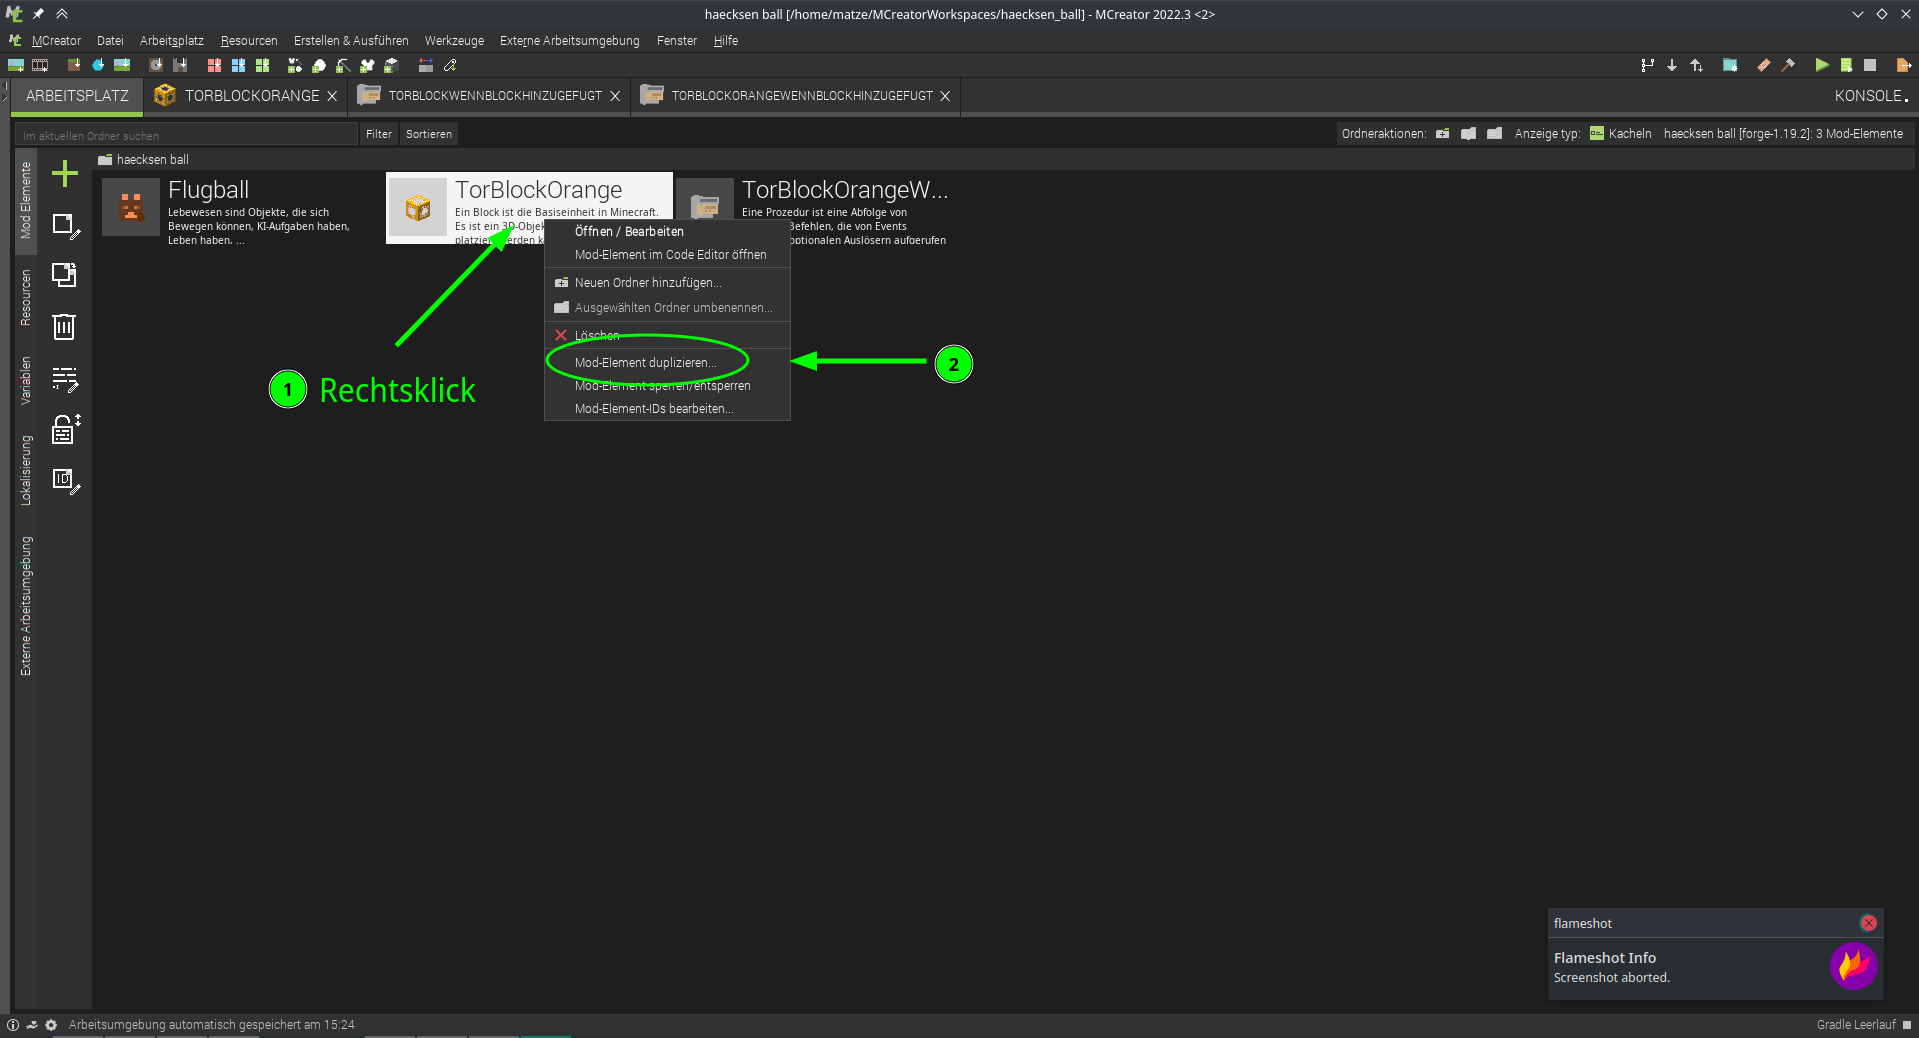 haecksen ball [/home/matze/MCreatorWorkspaces/haecksen_ball] - MCreator 2022.3 <2>
MCreator Datei Arbeitsplatz Resourcen Erstellen & Ausführen Werkzeuge Externe Arbeitsumgebung Fenster Hilfe
ARBEITSPLATZ TORBLOCKORANGE TORBLOCKWENNBLOCKHINZUGEFUGT TORBLOCKORANGEWENNBLOCKHINZUGEFUGT KONSOLE
Im aktuellen Ordner suchen Filter Sortieren Ordneraktionen: Anzeige typ: Kacheln haecksen ball [forge-1.19.2]: 3 Mod-Elemente
haecksen ball
Mod Elemente
Resourcen
Variablen
Lokalisierung
Externe Arbeitsumgebung
ID
Flugball
Lebewesen sind Objekte, die sich
Bewegen können, KI-Aufgaben haben,
Leben haben. ...
TorBlockOrange
Ein Block ist die Basiseinheit in Minecraft.
Es ist ein 3D-Objek
platzier erden k
TorBlockOrangeW...
Eine Prozedur ist eine Abfolge von
Befehlen, die von Events
optionalen Auslösern aufgerufen
Öffnen / Bearbeiten
Mod-Element im Code Editor öffnen
Neuen Ordner hinzufügen...
Ausgewählten Ordner umbenennen...
Löschen
Mod-Element duplizieren...
Mod-Element sperren/entsperren
Mod-Element-IDs bearbeiten...
1 Rechtsklick
2
flameshot
Flameshot Info
Screenshot aborted.
Arbeitsumgebung automatisch gespeichert am 15:24 Gradle Leerlauf